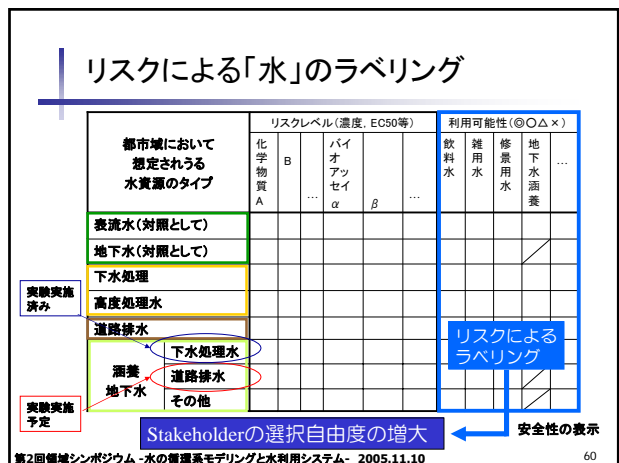 リスクによる「水」のラベリング
都市域において
想定されうる
水資源のタイプ
リスクレベル（濃度, EC50等）
利用可能性(◎○△×)
化学物質A
B
…
バイオアッセイα
β
…
飲料水
雑用水
修景用水
地下水涵養
…
表流水（対照として）
地下水（対照として）
下水処理
高度処理水
道路排水
涵養
地下水
下水処理水
道路排水
その他
実験実施
済み
実験実施
予定
リスクによる
ラベリング
Stakeholderの選択自由度の増大
安全性の表示
第2回領域シンポジウム -水の循環系モデリングと水利用システム- 2005.11.10
60